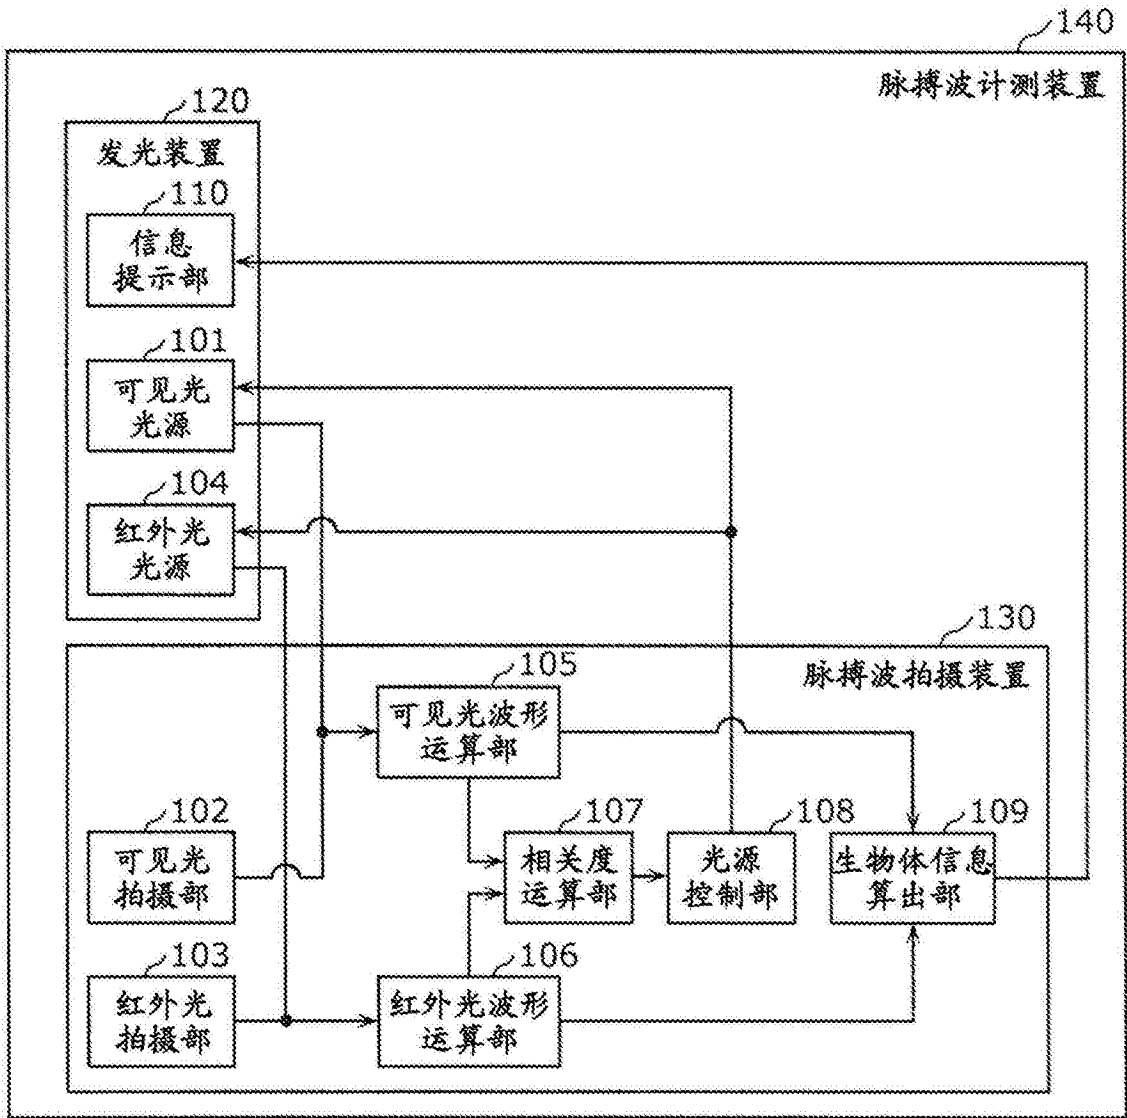 140
脉搏波计测装置
120
发光装置
110
信息
提示部
101
可见光
光源
104
红外光
光源
130
脉搏波拍摄装置
105
可见光波形
运算部
102
可见光
拍摄部
107
相关度
运算部
108
光源
控制部
109
生物体信息
算出部
103
红外光
拍摄部
106
红外光波形
运算部